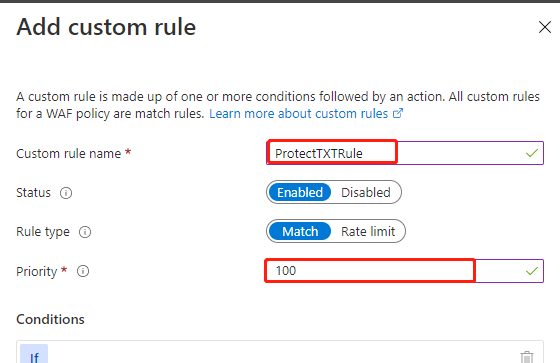 Add custom rule
A custom rule is made up of one or more conditions followed by an action. All custom rules
for a WAF policy are match rules. Learn more about custom rules
Custom rule name *
ProtectTXTRule
Status
Enabled Disabled
Rule type
Match Rate limit
Priority *
100
Conditions
If